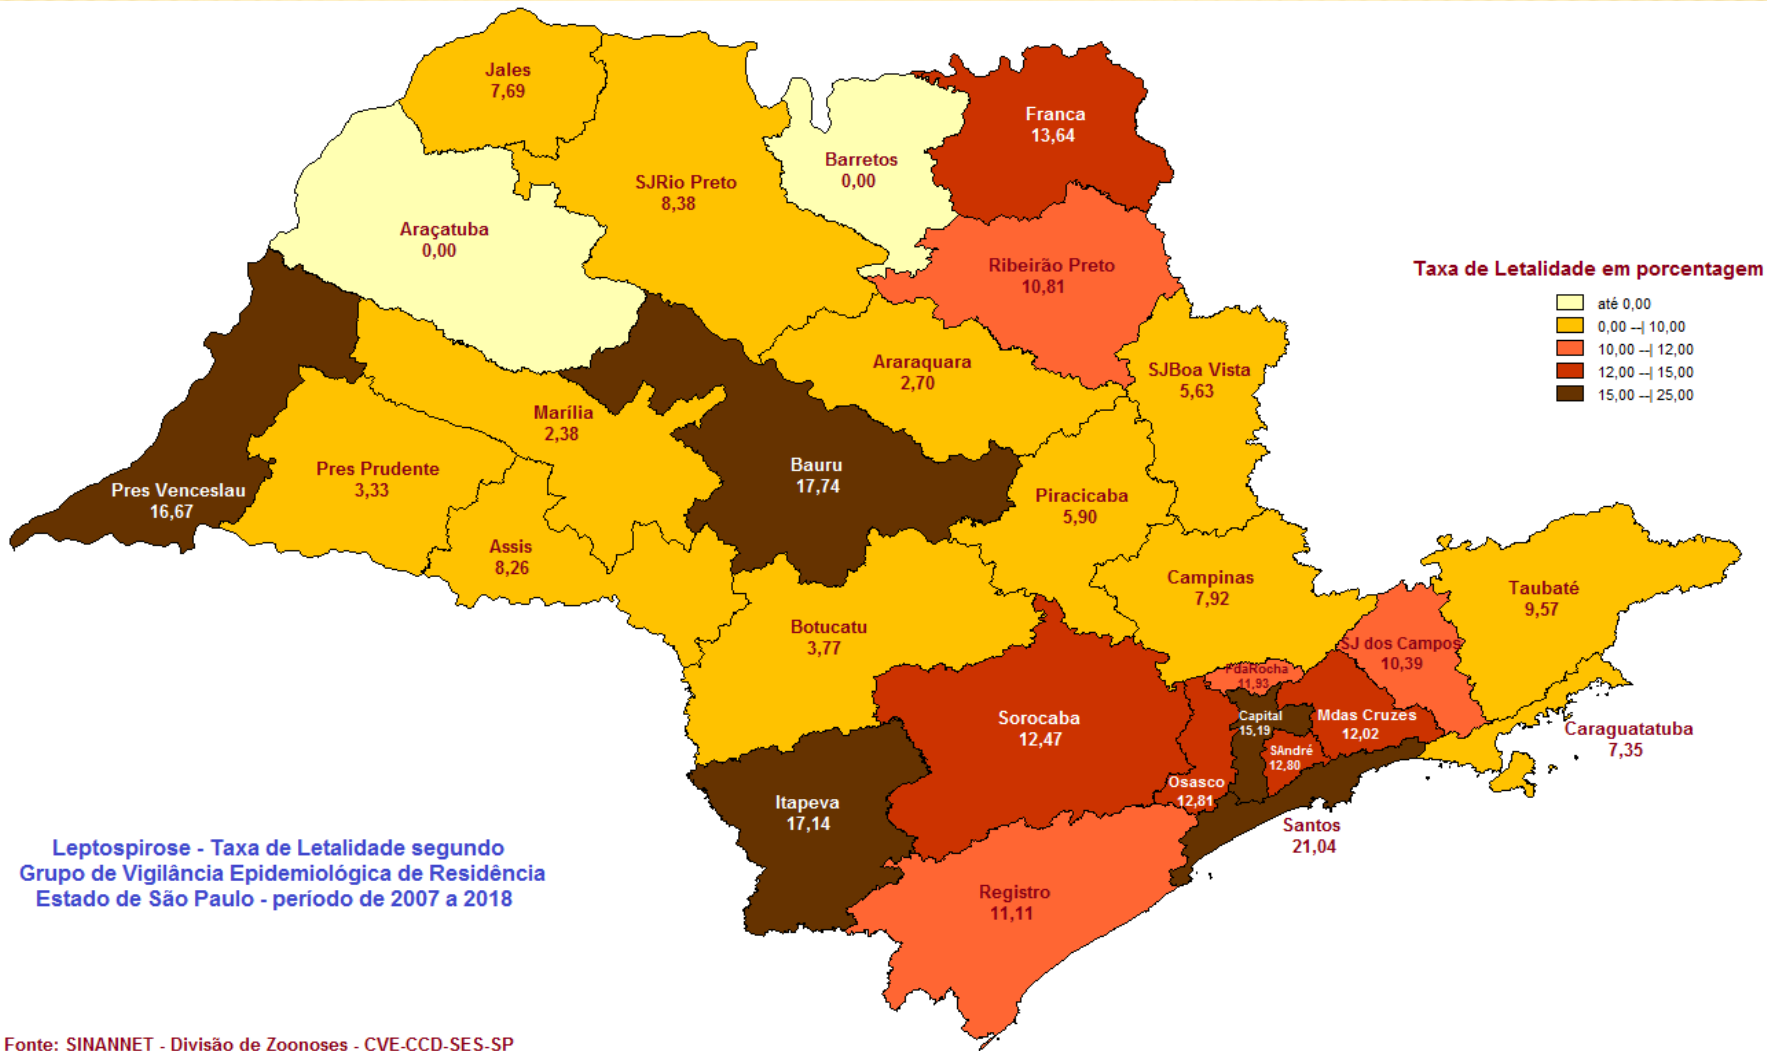 Jales
7,69
Franca
13,64
Barretos
0,00
SJRio Preto
8,38
Araçatuba
0,00
Ribeirão Preto
10,81
Taxa de Letalidade em porcentagem
até 0,00
0,00 --| 10,00
10,00 --| 12,00
12,00 --| 15,00
15,00 --| 25,00
Araraquara
2,70
SJBoa Vista
5,63
Marília
2,38
Pres Prudente
3,33
Bauru
17,74
Pres Venceslau
16,67
Piracicaba
5,90
Assis
8,26
Campinas
7,92
Taubaté
9,57
Botucatu
3,77
SJ dos Campos
10,39
FdaRocha
11,93
Sorocaba
12,47
Capital
15,19
Mdas Cruzes
12,02
Caraguatatuba
7,35
SAndré
12,80
Osasco
12,81
Itapeva
17,14
Santos
21,04
Registro
11,11
Leptospirose - Taxa de Letalidade segundo
Grupo de Vigilância Epidemiológica de Residência
Estado de São Paulo - período de 2007 a 2018
Fonte: SINANNET - Divisão de Zoonoses - CVE-CCD-SES-SP